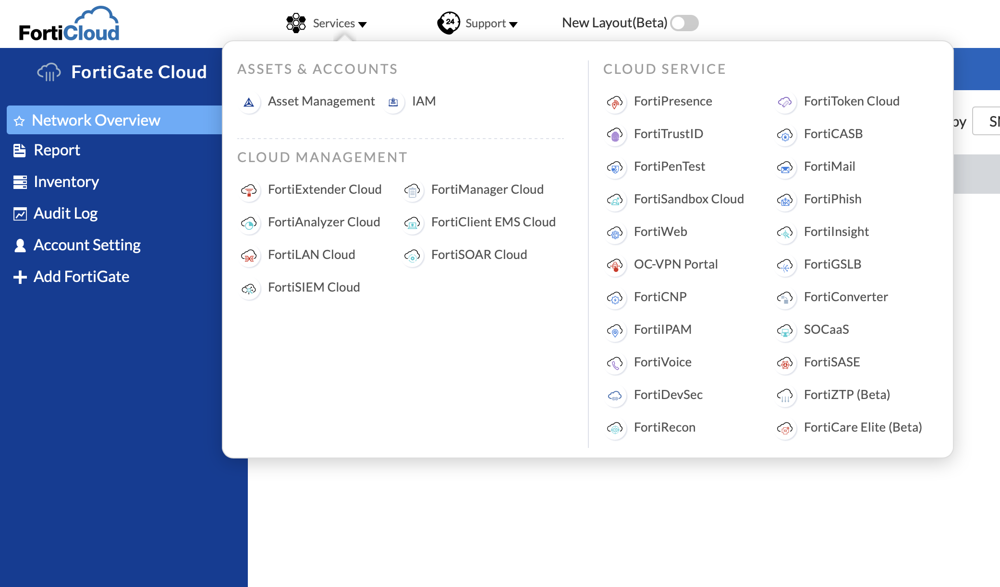 FortiCloud
Services
24
Support
New Layout(Beta)
FortiGate Cloud
Network Overview
Report
Inventory
Audit Log
Account Setting
Add FortiGate
ASSETS & ACCOUNTS
Asset Management
IAM
CLOUD MANAGEMENT
FortiExtender Cloud
FortiManager Cloud
FortiAnalyzer Cloud
FortiClient EMS Cloud
FortiLAN Cloud
FortiSOAR Cloud
FortiSIEM Cloud
CLOUD SERVICE
FortiPresence
FortiToken Cloud
FortiTrustID
FortiCASB
FortiPenTest
FortiMail
FortiSandbox Cloud
FortiPhish
FortiWeb
FortiInsight
OC-VPN Portal
FortiGSLB
FortiCNP
FortiConverter
FortiIPAM
SOCaaS
FortiVoice
FortiSASE
FortiDevSec
FortiZTP (Beta)
FortiRecon
FortiCare Elite (Beta)
by